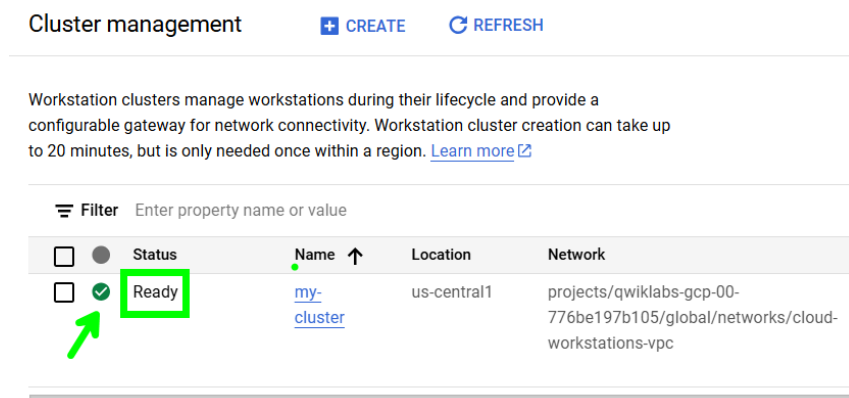 Cluster management CREATE REFRESH
Workstation clusters manage workstations during their lifecycle and provide a
configurable gateway for network connectivity. Workstation cluster creation can take up
to 20 minutes, but is only needed once within a region. Learn more
Filter Enter property name or value
Status Name Location Network
Ready my- us-central1 projects/qwiklabs-gcp-00-
cluster 776be197b105/global/networks/cloud-
workstations-vpc